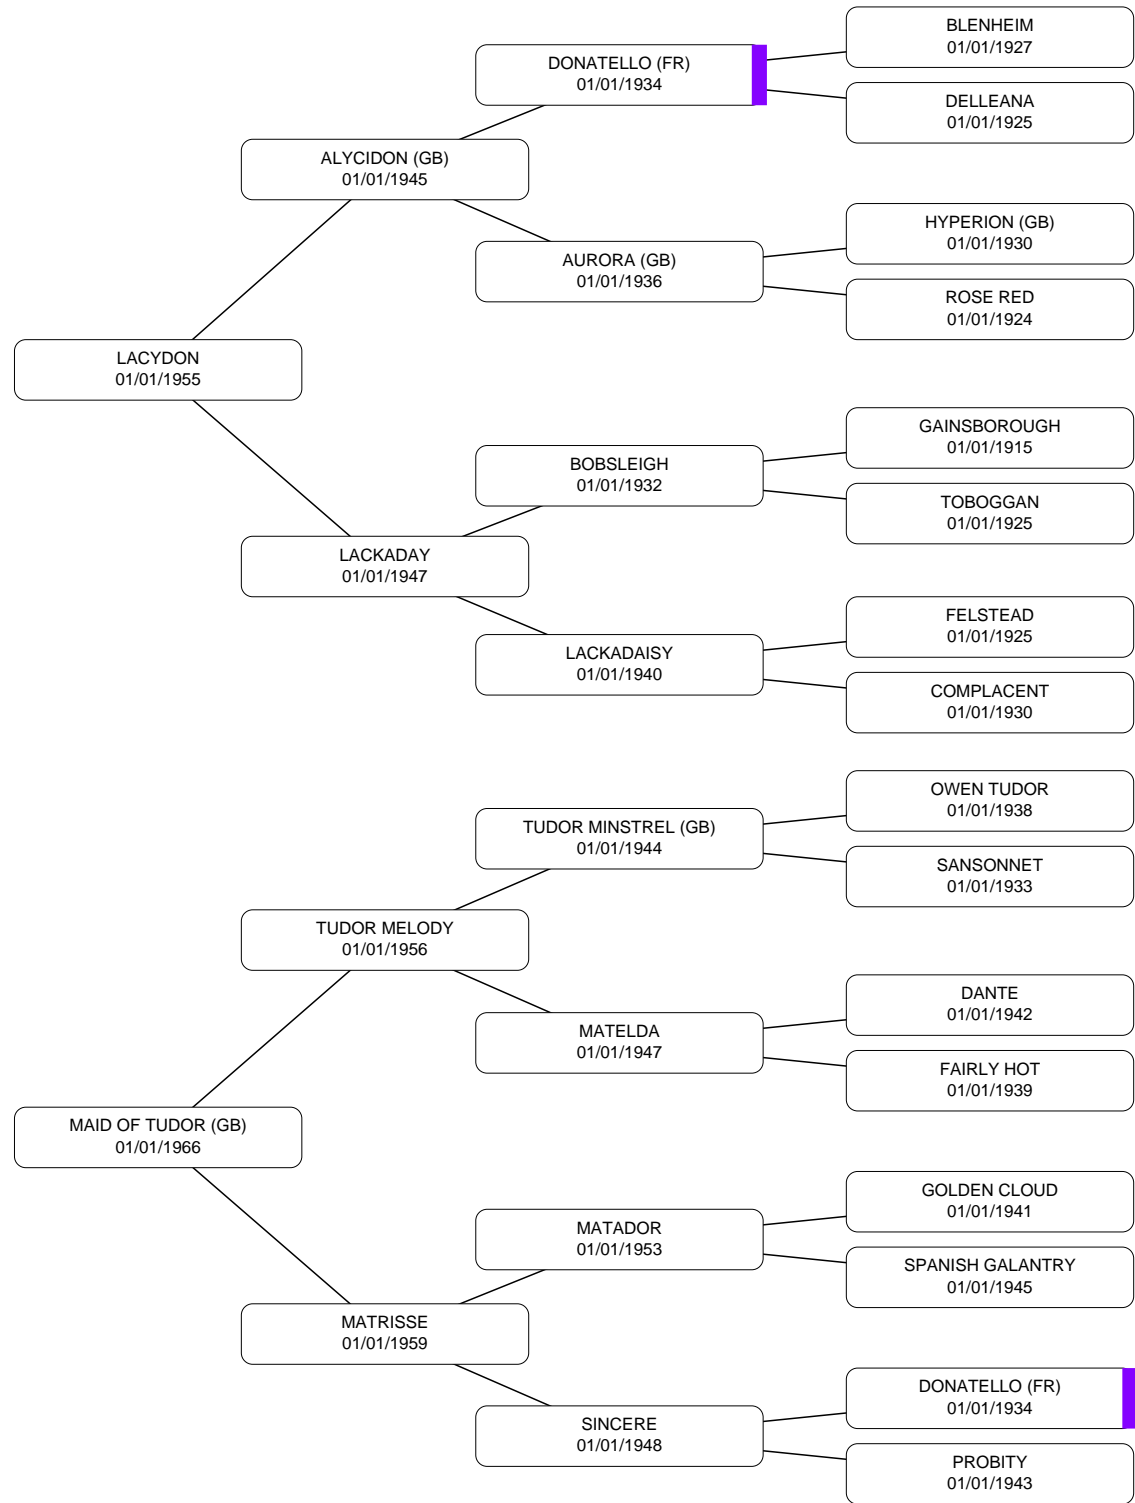 BLENHEIM
01/01/1927
DONATELLO (FR)
01/01/1934
DELLEANA
01/01/1925
ALYCIDON (GB)
01/01/1945
HYPERION (GB)
01/01/1930
AURORA (GB)
01/01/1936
ROSE RED
01/01/1924
LACYDON
01/01/1955
GAINSBOROUGH
01/01/1915
BOBSLEIGH
01/01/1932
TOBOGGAN
01/01/1925
LACKADAY
01/01/1947
FELSTEAD
01/01/1925
LACKADAISY
01/01/1940
COMPLACENT
01/01/1930
OWEN TUDOR
01/01/1938
TUDOR MINSTREL (GB)
01/01/1944
SANSONNET
01/01/1933
TUDOR MELODY
01/01/1956
DANTE
01/01/1942
MATELDA
01/01/1947
FAIRLY HOT
01/01/1939
MAID OF TUDOR (GB)
01/01/1966
GOLDEN CLOUD
01/01/1941
MATADOR
01/01/1953
SPANISH GALANTRY
01/01/1945
MATRISSE
01/01/1959
DONATELLO (FR)
01/01/1934
SINCERE
01/01/1948
PROBITY
01/01/1943